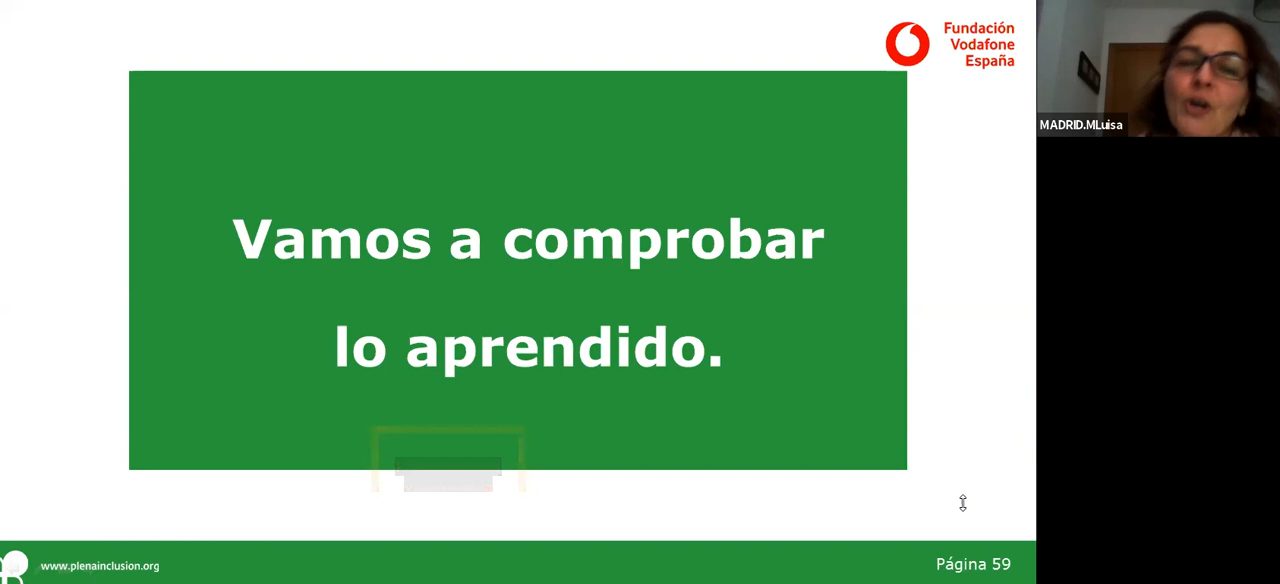 Fundación
Vodafone
España
MADRID.MLuisa
Vamos a comprobar
lo aprendido.
www.plenainclusion.org
Página 59